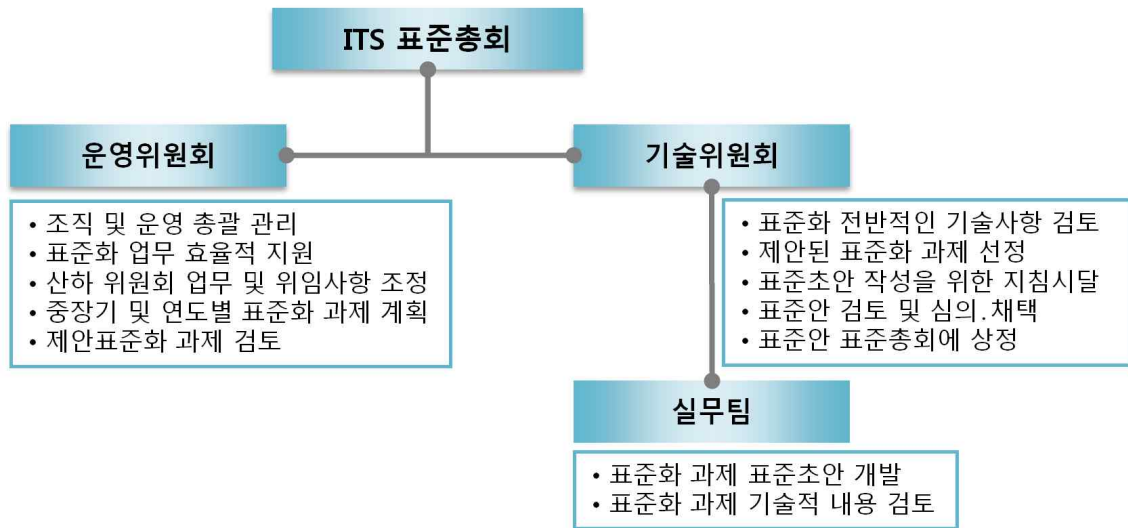 ITS 표준총회
운영위원회
• 조직 및 운영 총괄 관리
• 표준화 업무 효율적 지원
• 산하 위원회 업무 및 위임사항 조정
• 중장기 및 연도별 표준화 과제 계획
• 제안표준화 과제 검토
기술위원회
• 표준화 전반적인 기술사항 검토
• 제안된 표준화 과제 선정
• 표준초안 작성을 위한 지침시달
• 표준안 검토 및 심의.채택
• 표준안 표준총회에 상정
실무팀
• 표준화 과제 표준초안 개발
• 표준화 과제 기술적 내용 검토